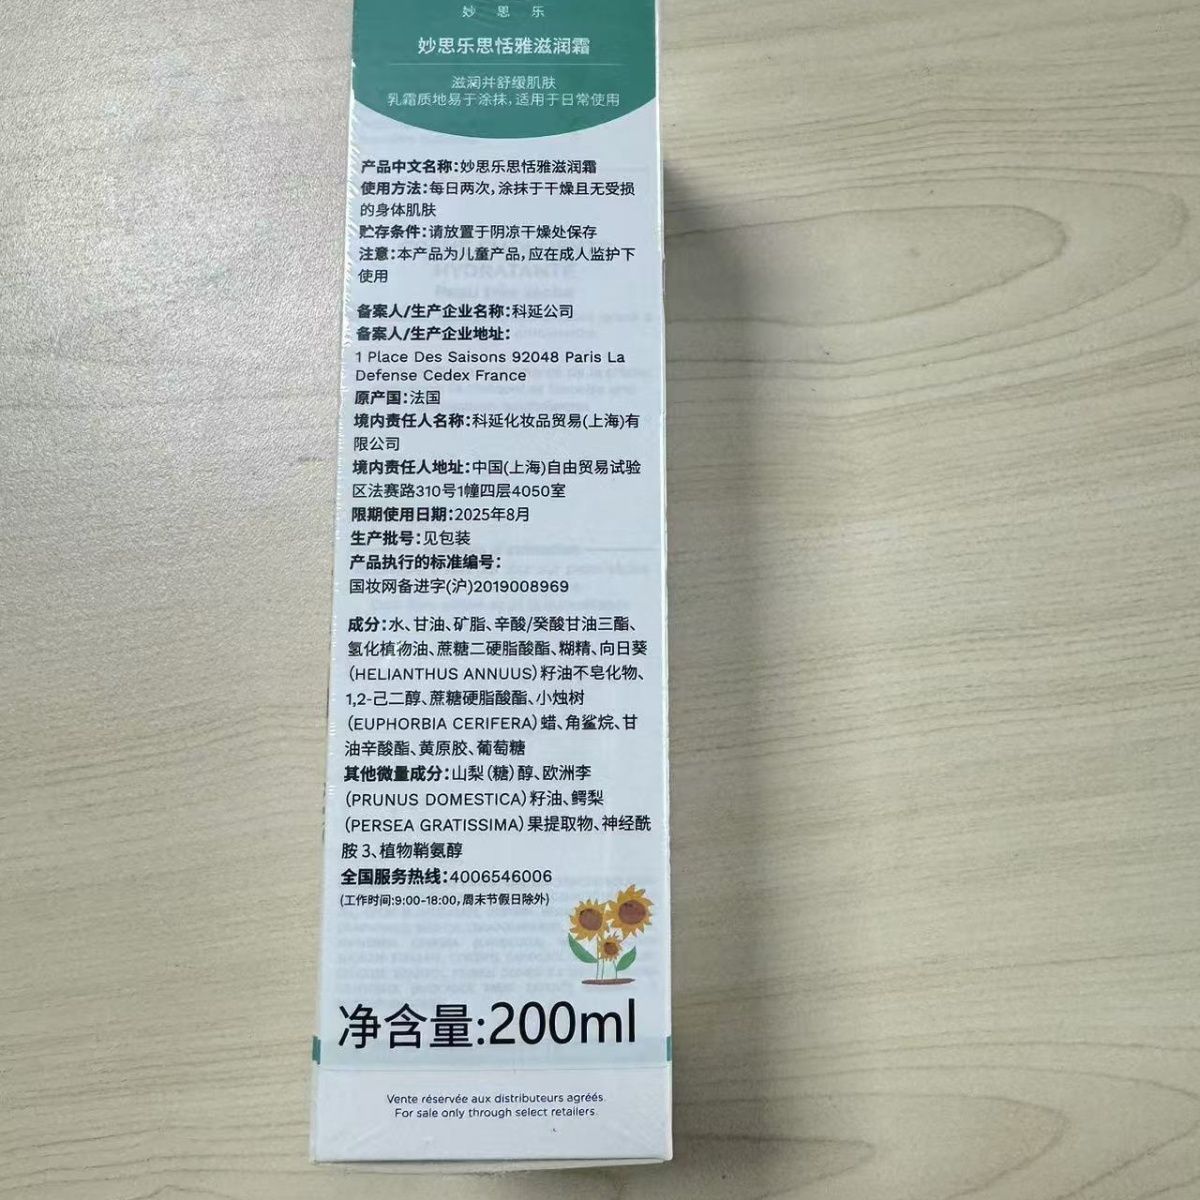 妙思乐
妙思乐思恬雅滋润霜
滋润并舒缓肌肤
乳霜质地易于涂抹,适用于日常使用
产品中文名称:妙思乐思恬雅滋润霜
使用方法:每日两次,涂抹于干燥且无受损
的身体肌肤
贮存条件:请放置于阴凉干燥处保存
注意:本产品为儿童产品,应在成人监护下
使用
备案人/生产企业名称:科延公司
备案人/生产企业地址:
1 Place Des Saisons 92048 Paris La
Defense Cedex France
原产国:法国
境内责任人名称:科延化妆品贸易(上海)有
限公司
境内责任人地址:中国(上海)自由贸易试验
区法赛路310号1幢四层4050室
限期使用日期:2025年8月
生产批号:见包装
产品执行的标准编号:
国妆网备进字(沪)2019008969
成分:水、甘油、矿脂、辛酸/癸酸甘油三酯、
氢化植物油、蔗糖二硬脂酸酯、糊精、向日葵
(HELIANTHUS ANNUUS)籽油不皂化物、
1,2-己二醇、蔗糖硬脂酸酯、小烛树
(EUPHORBIA CERIFERA)蜡、角鲨烷、甘
油辛酸酯、黄原胶、葡萄糖
其他微量成分:山梨(糖)醇、欧洲李
(PRUNUS DOMESTICA)籽油、鳄梨
(PERSEA GRATISSIMA)果提取物、神经酰
胺 3、植物鞘氨醇
全国服务热线:4006546006
(工作时间:9:00-18:00,周末节假日除外)
净含量:200ml
Vente réservée aux distributeurs agréés.
For sale only through select retailers.